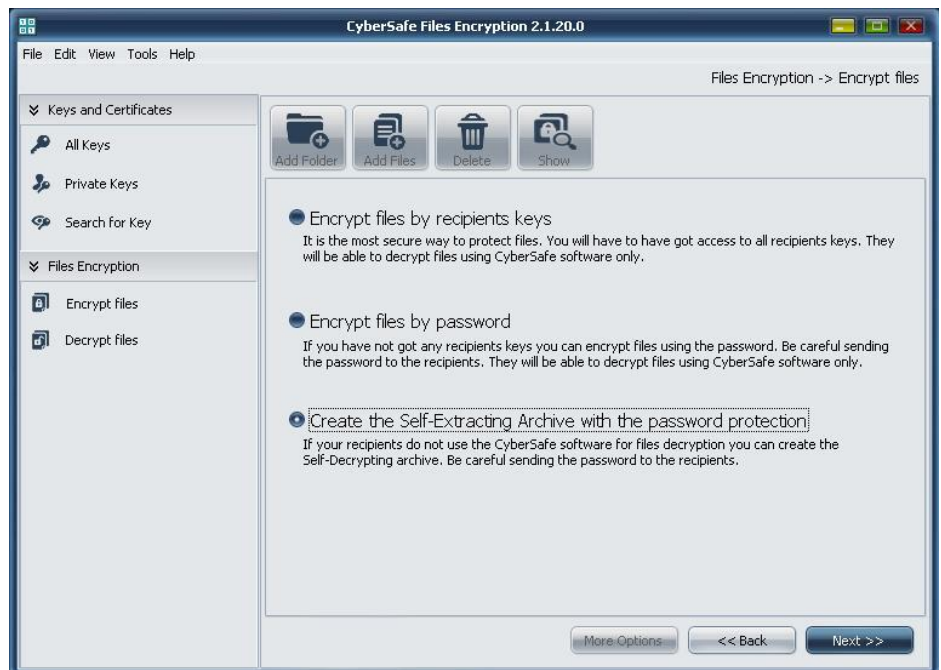 CyberSafe Files Encryption 2.1.20.0
File Edit View Tools Help
Files Encryption -> Encrypt files
Keys and Certificates
All Keys
Private Keys
Search for Key
Files Encryption
Encrypt files
Decrypt files
Add Folder Add Files Delete Show
Encrypt files by recipients keys
It is the most secure way to protect files. You will have to have got access to all recipients keys. They
will be able to decrypt files using CyberSafe software only.
Encrypt files by password
If you have not got any recipients keys you can encrypt files using the password. Be careful sending
the password to the recipients. They will be able to decrypt files using CyberSafe software only.
Create the Self-Extracting Archive with the password protection
If your recipients do not use the CyberSafe software for files decryption you can create the
Self-Decrypting archive. Be careful sending the password to the recipients.
More Options << Back Next >>